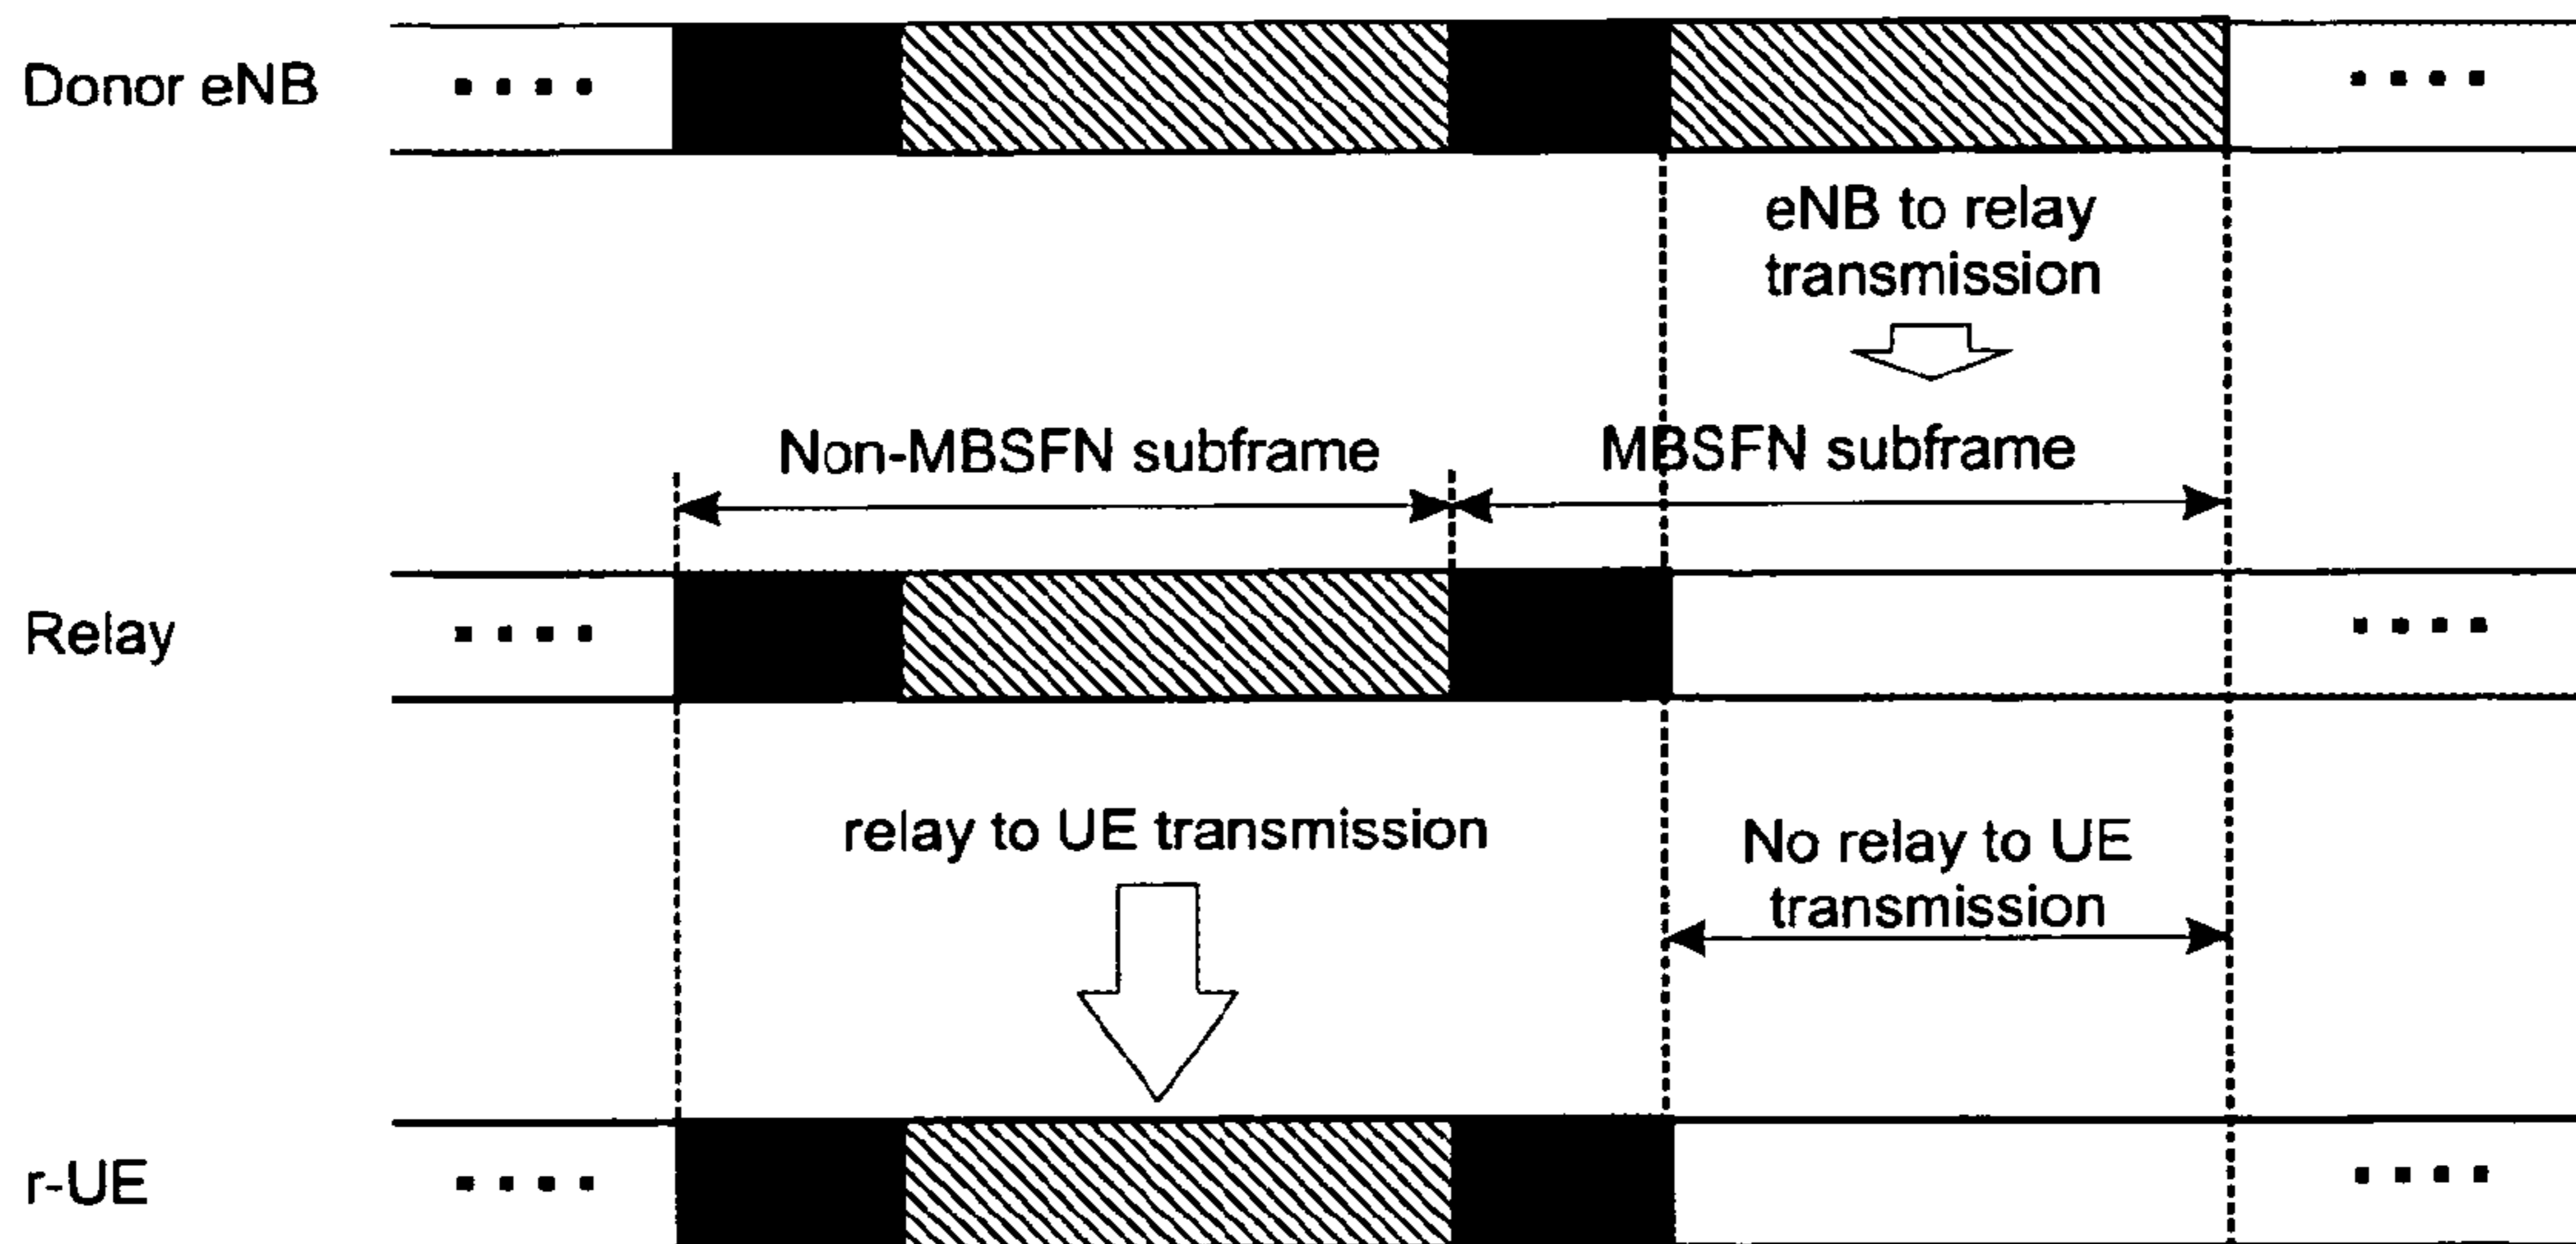 Donor eNB
....
....
eNB to relay
transmission
Non-MBSFN subframe
MBSFN subframe
Relay
....
....
relay to UE transmission
No relay to UE
transmission
r-UE
....
....